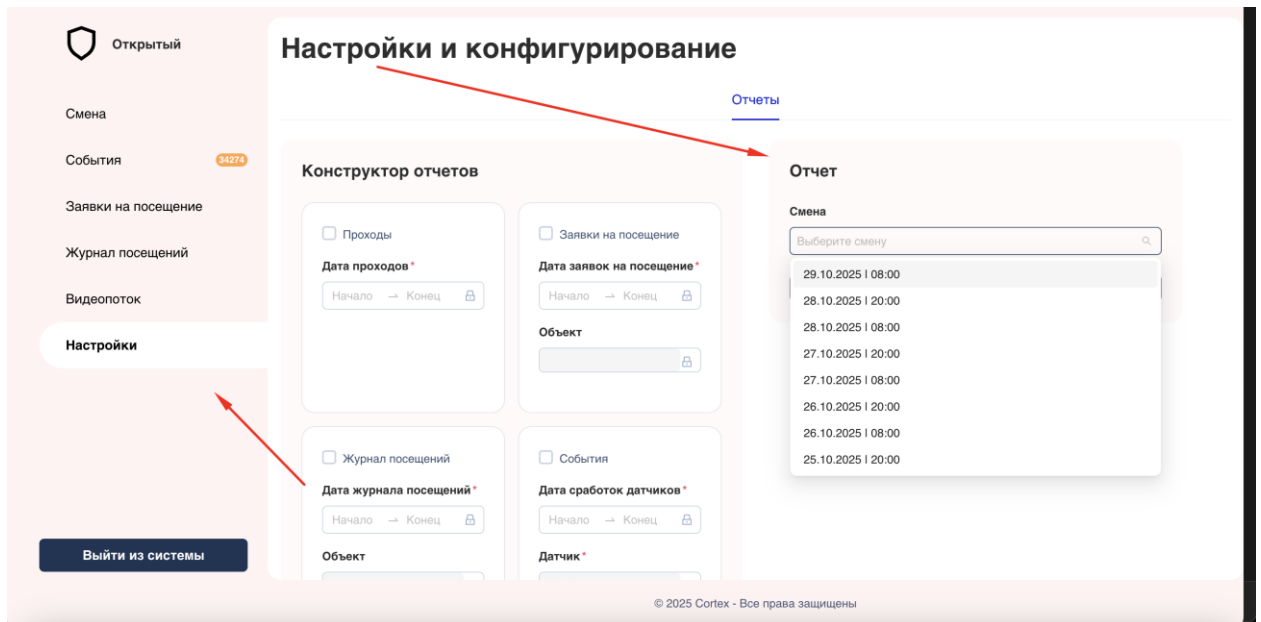 Открытый
Смена
События 34274
Заявки на посещение
Журнал посещений
Видеопоток
Настройки
Выйти из системы
Настройки и конфигурирование
Отчеты
Конструктор отчетов
Проходы
Дата проходов *
Начало → Конец
Заявки на посещение
Дата заявок на посещение *
Начало → Конец
Объект
Журнал посещений
Дата журнала посещений *
Начало → Конец
Объект
События
Дата сработок датчиков *
Начало → Конец
Датчик *
Отчет
Смена
Выберите смену
29.10.2025 | 08:00
28.10.2025 | 20:00
28.10.2025 | 08:00
27.10.2025 | 20:00
27.10.2025 | 08:00
26.10.2025 | 20:00
26.10.2025 | 08:00
25.10.2025 | 20:00
© 2025 Cortex - Все права защищены